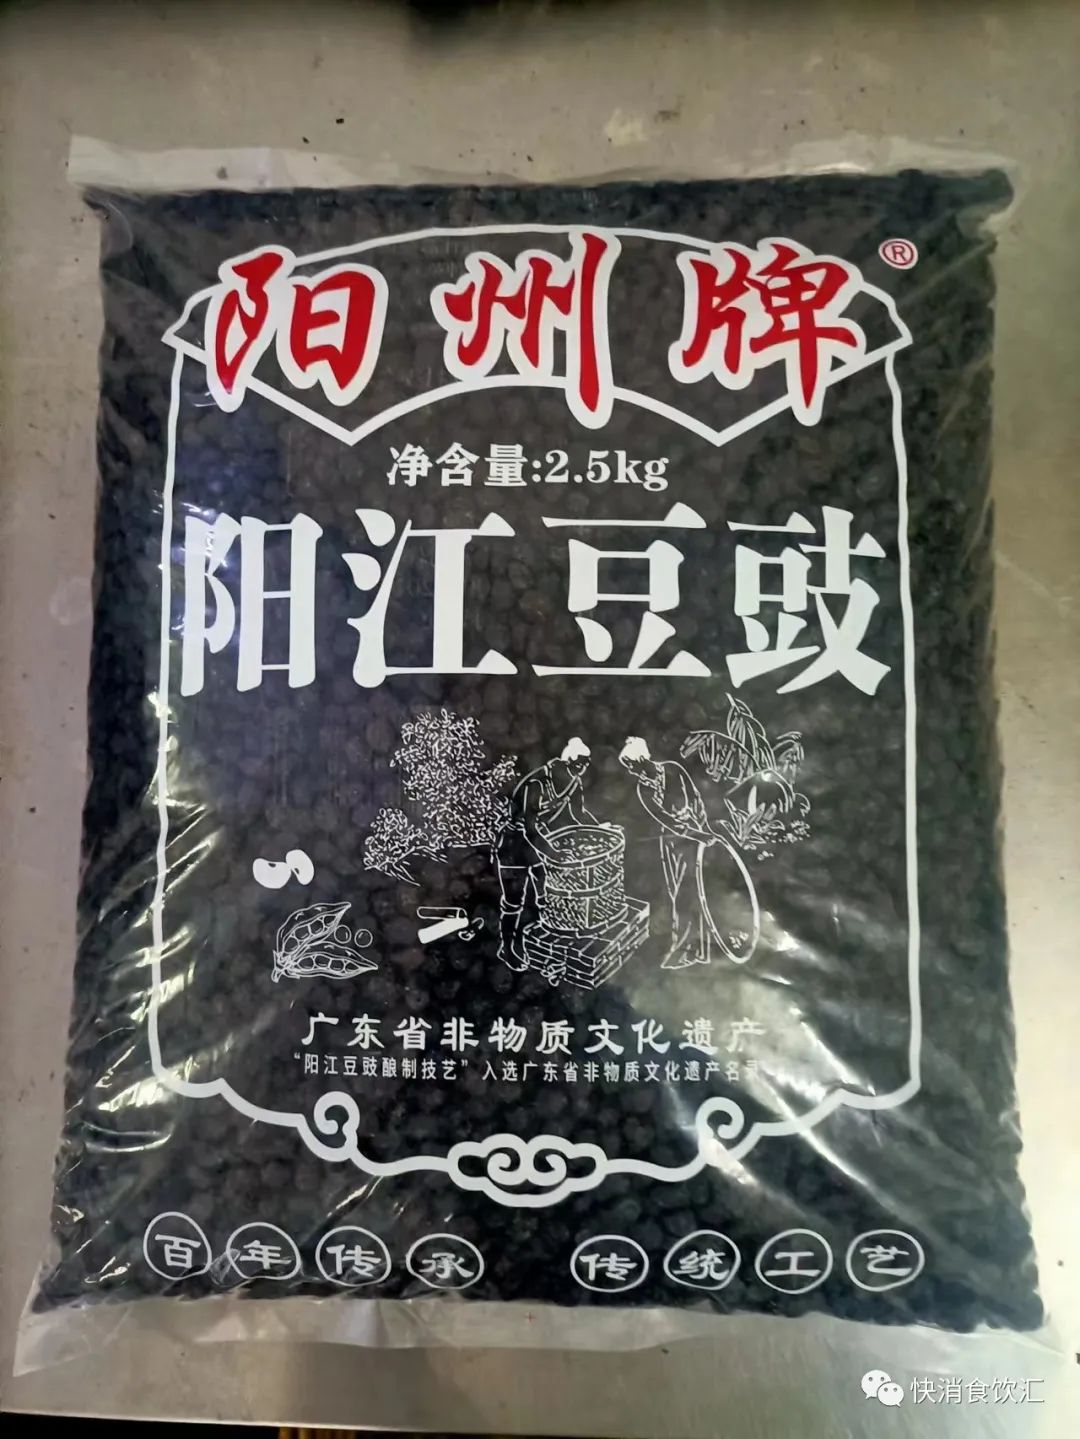 阳州牌®
净含量:2.5kg
阳江豆豉
广东省非物质文化遗产
“阳江豆豉酿制技艺”入选广东省非物质文化遗产名录
百年传承 传统工艺
快消食饮汇